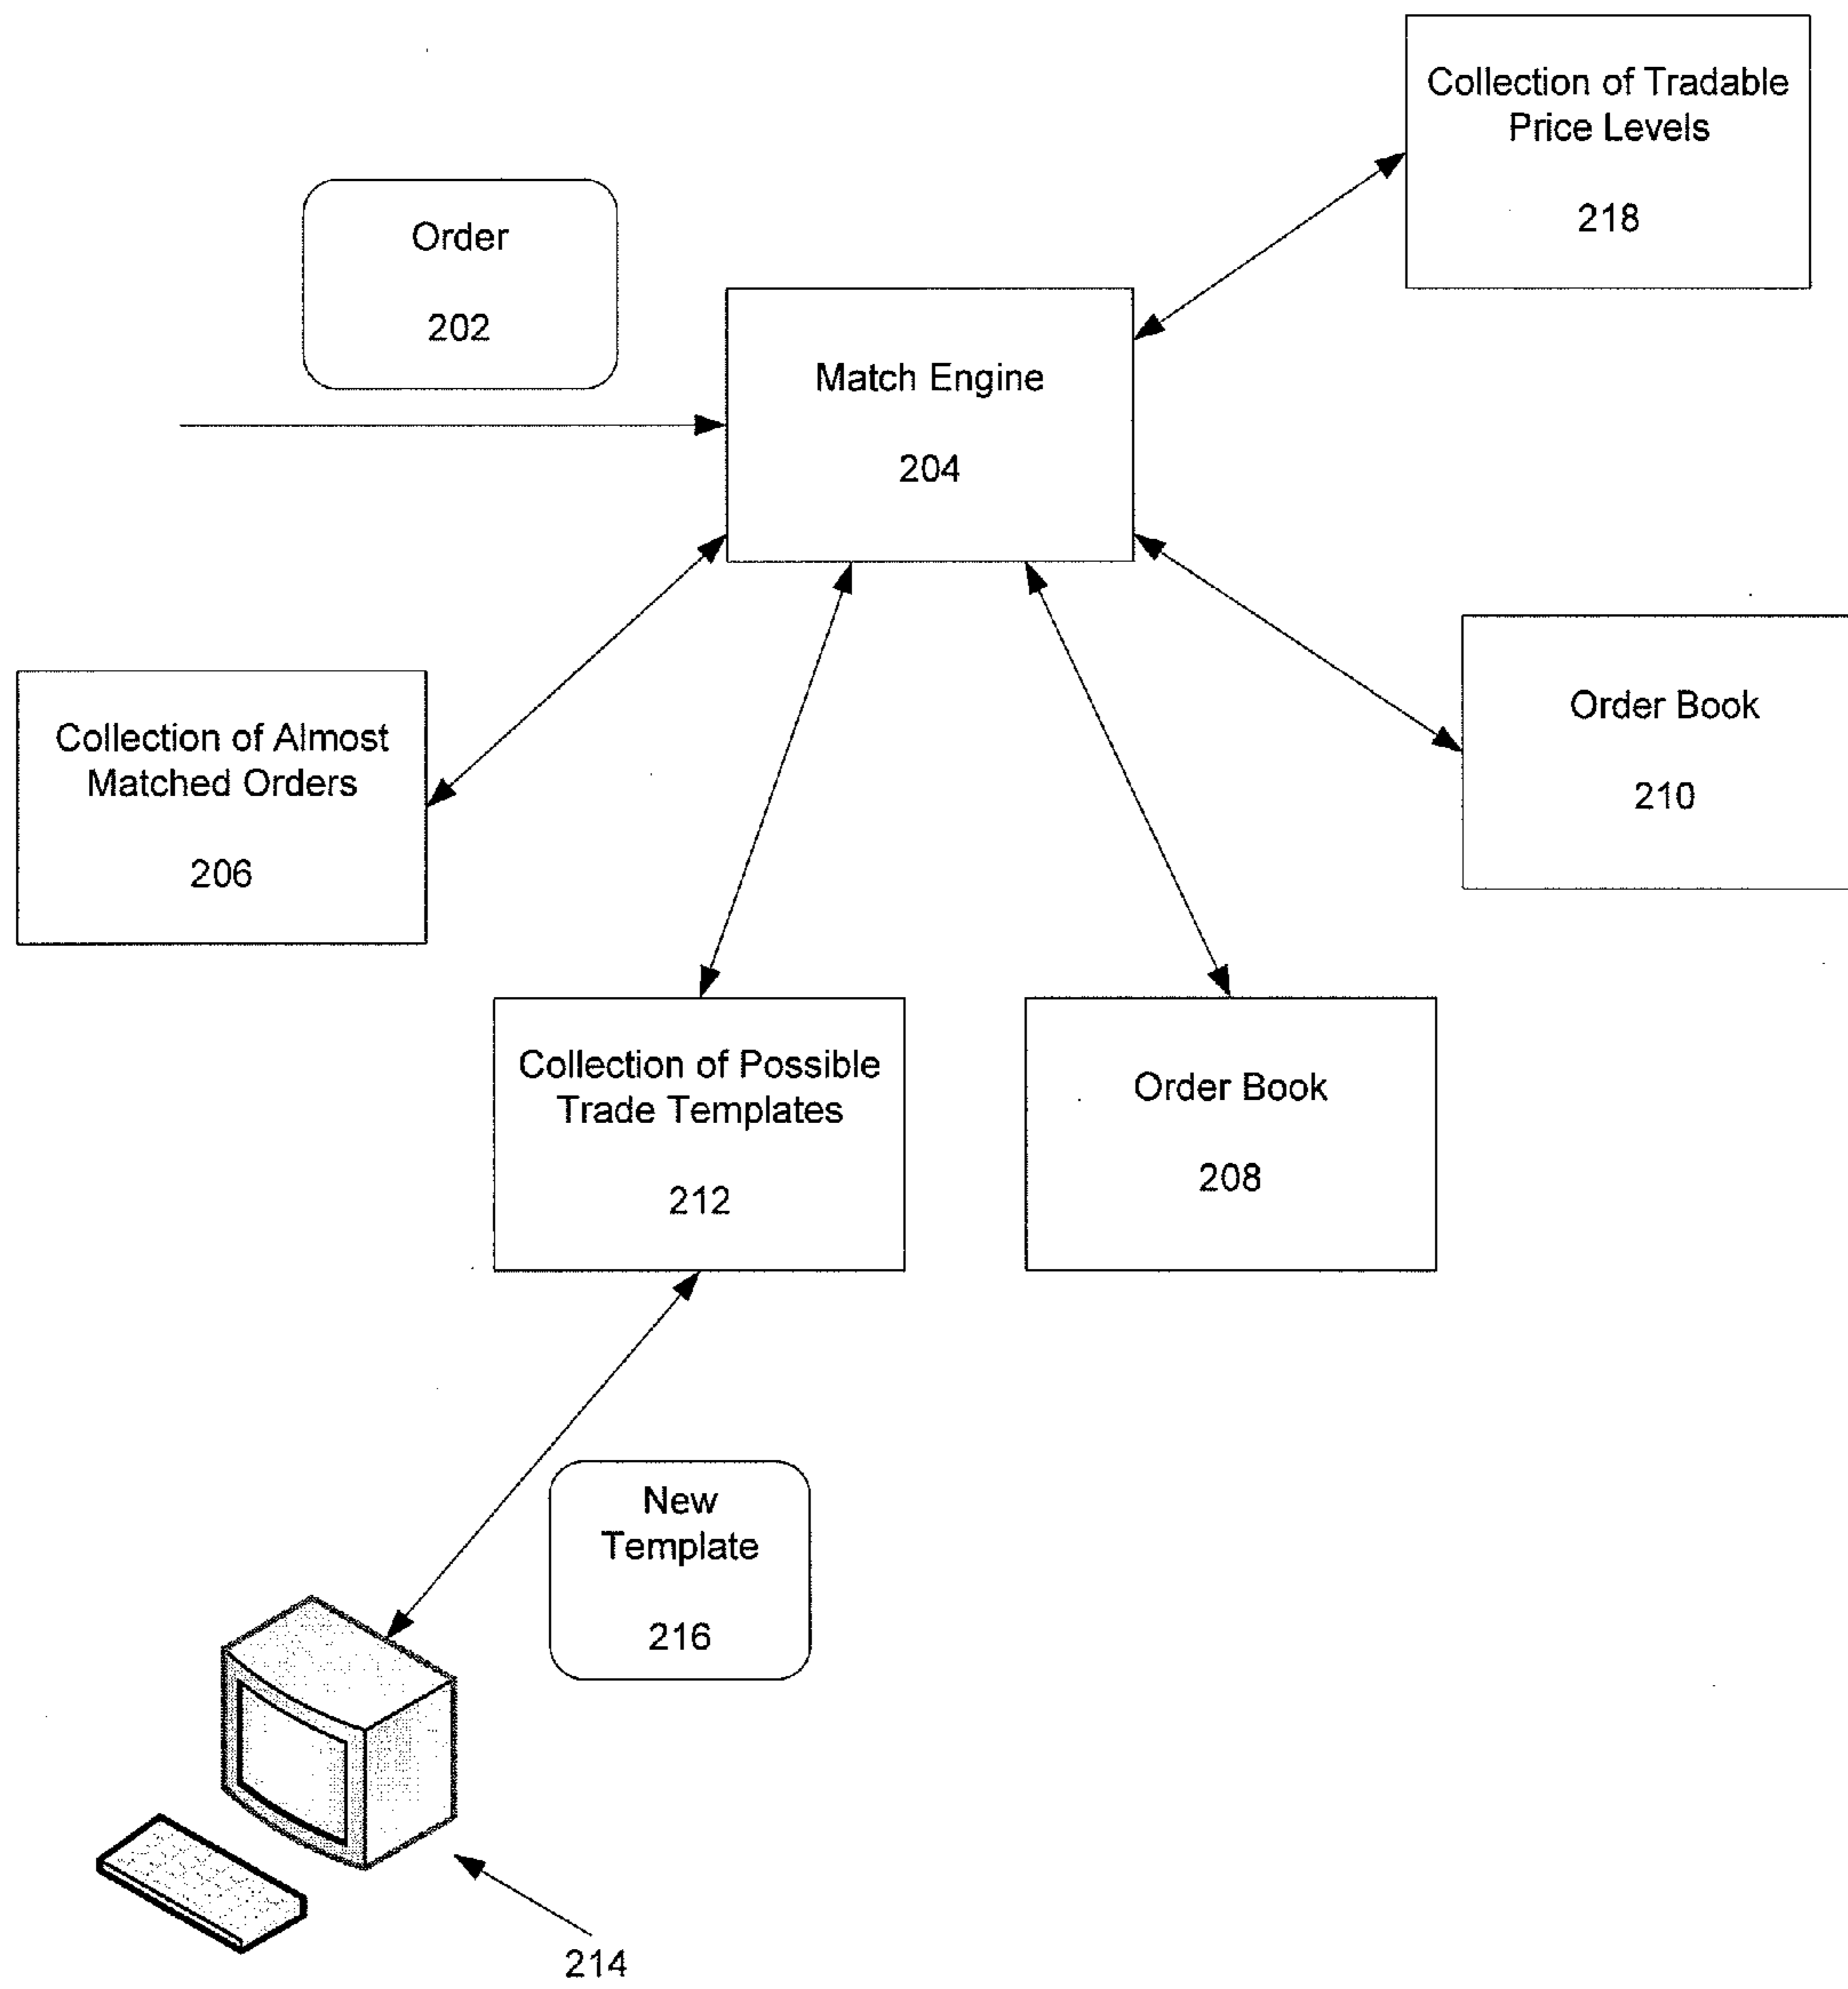 Collection of Tradable
Price Levels
218
Order
202
Match Engine
204
Order Book
210
Collection of Almost
Matched Orders
206
Collection of Possible
Trade Templates
212
Order Book
208
New
Template
216
214